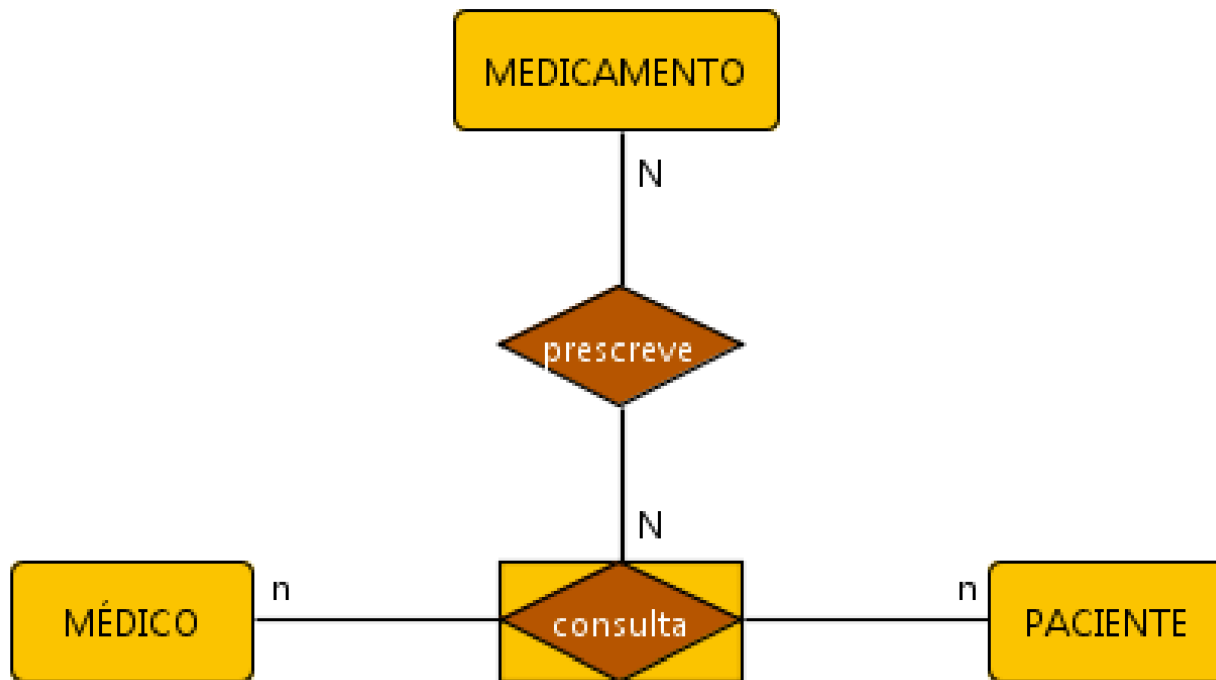 MEDICAMENTO
N
prescreve
N
MÉDICO n consulta n PACIENTE